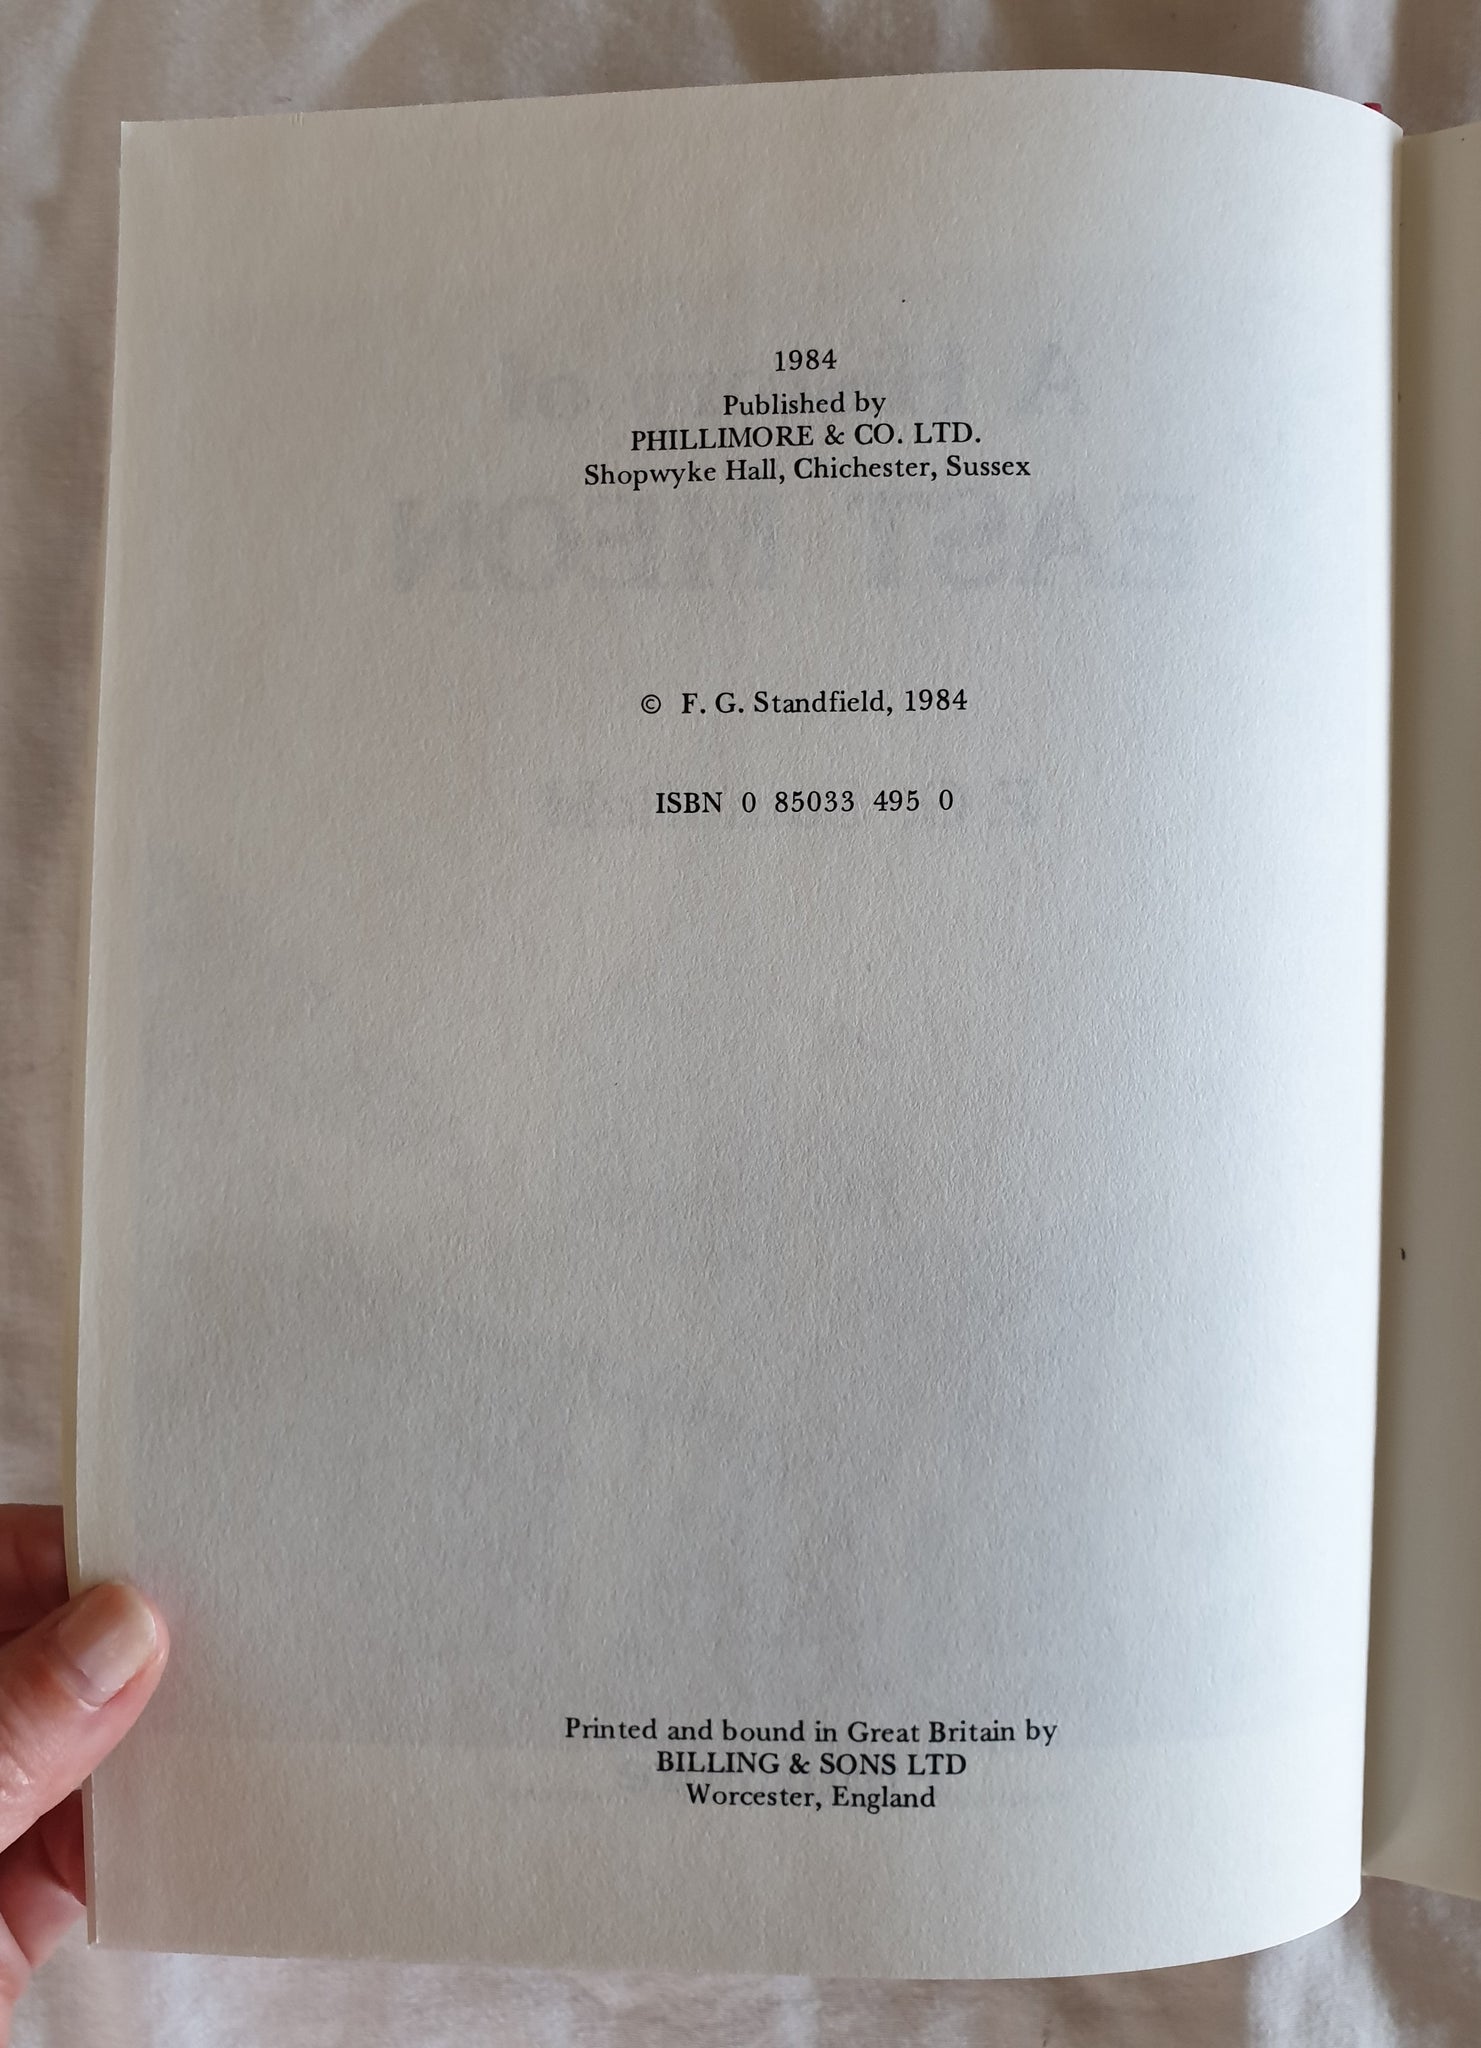 1984
Published by
PHILLIMORE & CO. LTD.
Shopwyke Hall, Chichester, Sussex
© F. G. Standfield, 1984
ISBN 0 85033 495 0
Printed and bound in Great Britain by
BILLING & SONS LTD
Worcester, England